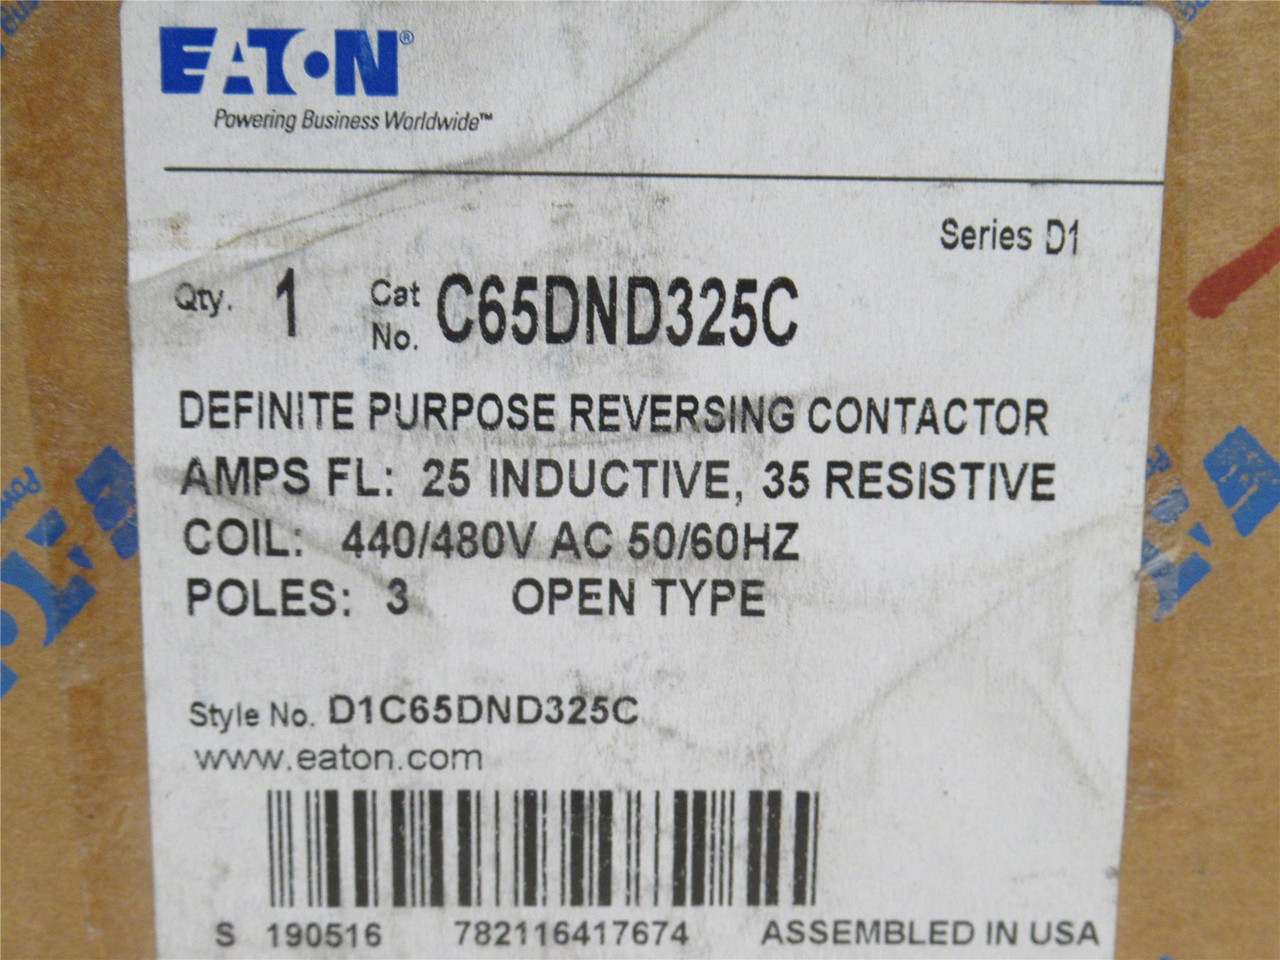 EATON®
Powering Business Worldwide™
Series D1
Qty. 1 Cat No. C65DND325C
DEFINITE PURPOSE REVERSING CONTACTOR
AMPS FL: 25 INDUCTIVE, 35 RESISTIVE
COIL: 440/480V AC 50/60HZ
POLES: 3 OPEN TYPE
Style No. D1C65DND325C
www.eaton.com
S 190516 782116417674 ASSEMBLED IN USA